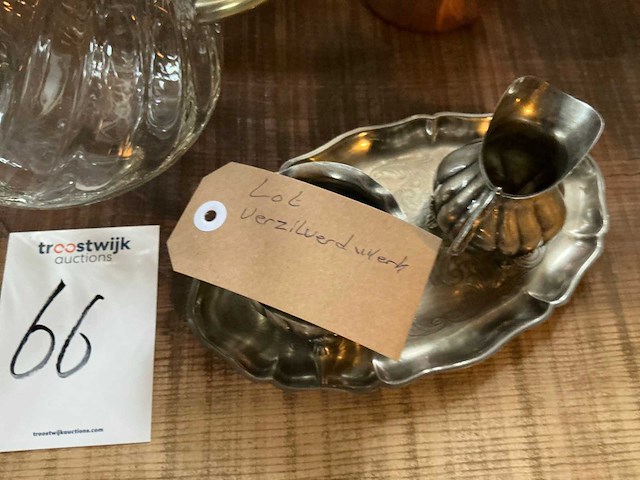 Lot
verzilverd werk
troostwijk
auctions
66
troostwijkauctions.com